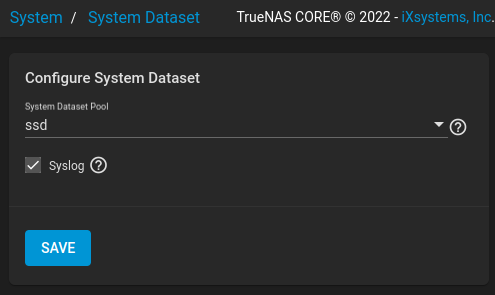 System / System Dataset TrueNAS CORE® © 2022 - iXsystems, Inc.
Configure System Dataset
System Dataset Pool
ssd
Syslog
SAVE